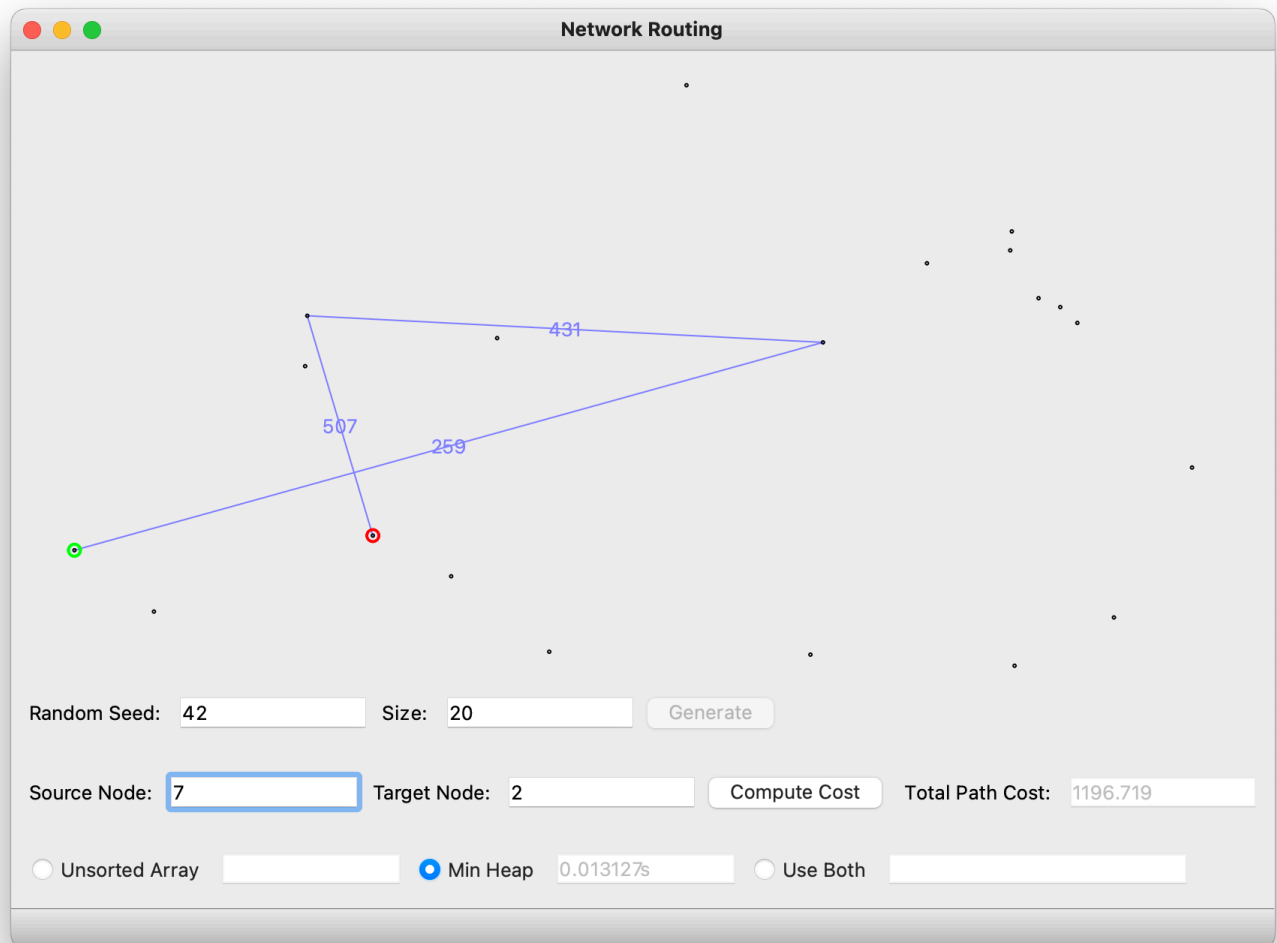 Network Routing
431
507
259
Random Seed: 42 Size: 20 Generate
Source Node: 7 Target Node: 2 Compute Cost Total Path Cost: 1196.719
Unsorted Array Min Heap 0.013127s Use Both